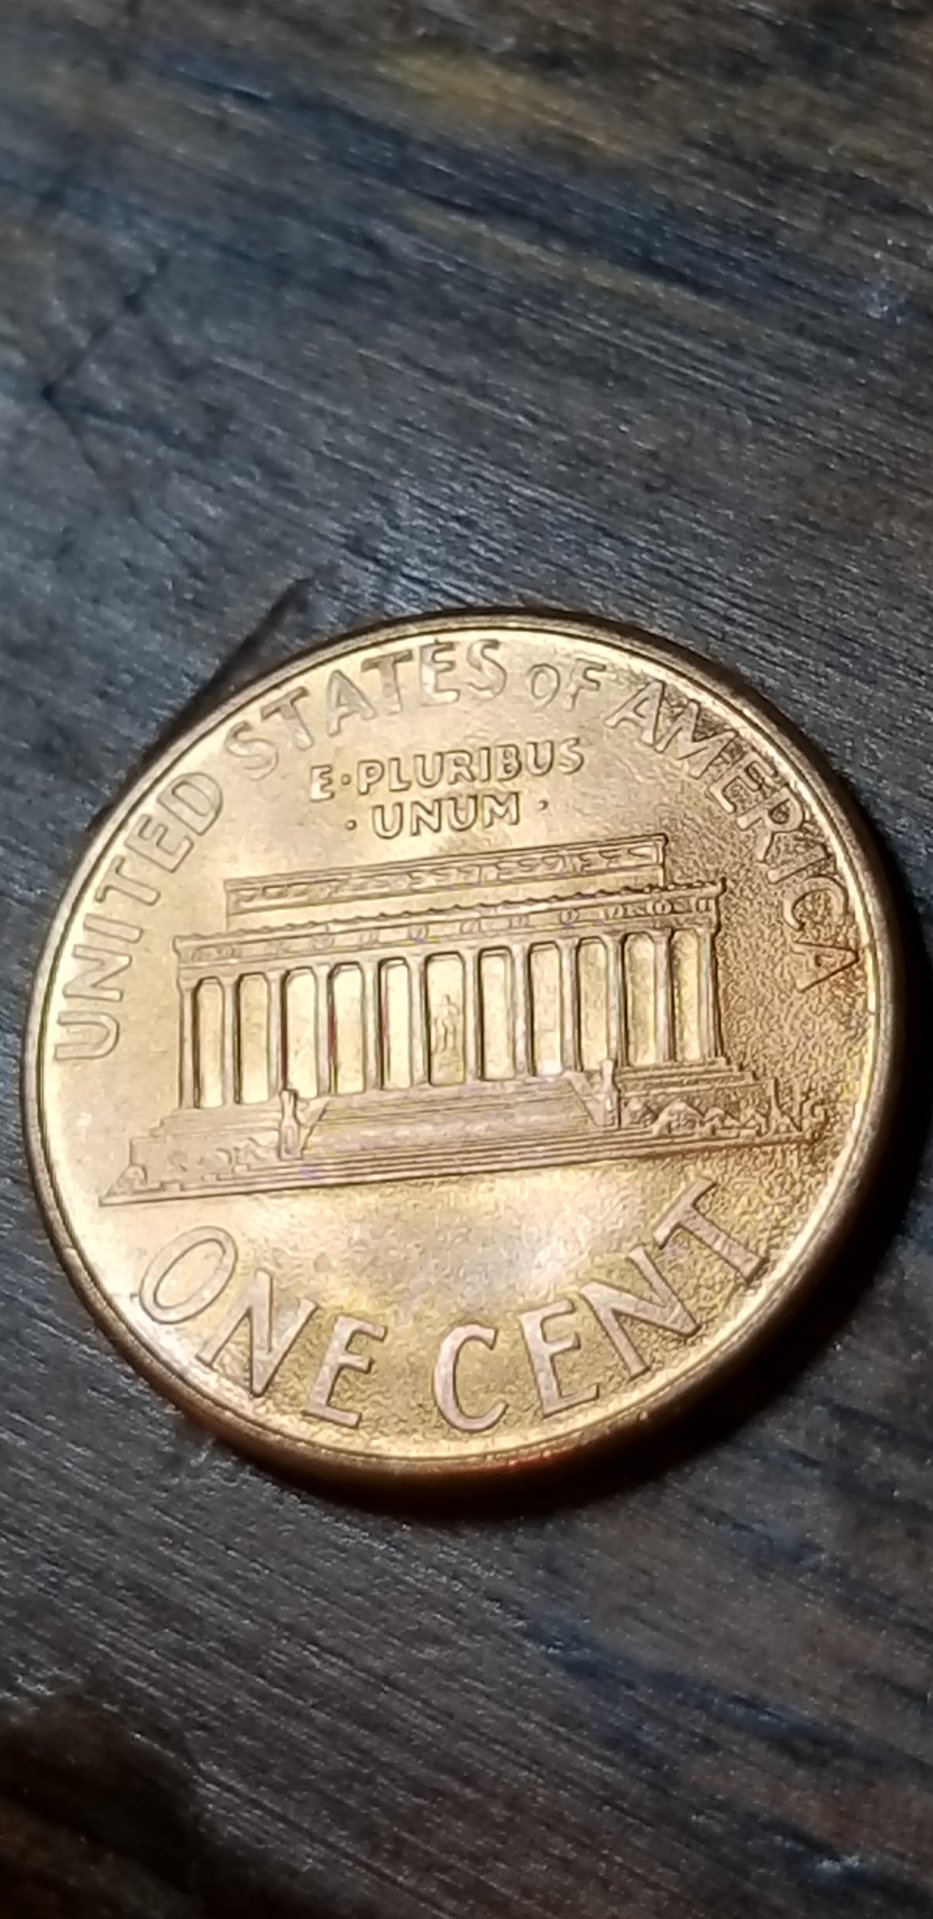 UNITED STATES OF AMERICA
E·PLURIBUS
·UNUM·
ONE CENT